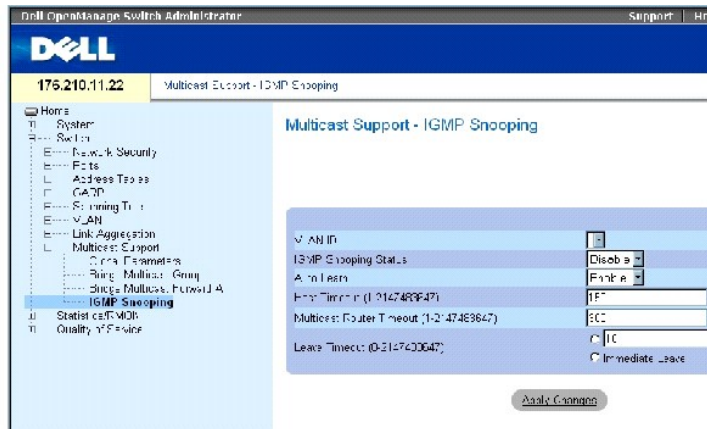 Dell OpenManage Switch Administrator
Support
DELL
176.210.11.22
Multicast Support - IGMP Snooping
Home
System
Switch
Network Security
Ports
Address Tables
GARP
Spanning Tree
VLAN
Link Aggregation
Multicast Support
Global Parameters
Bridge Multicast Group
Bridge Multicast Forward A
IGMP Snooping
Statistics/RMON
Quality of Service
Multicast Support - IGMP Snooping
VLAN ID
IGMP Snooping Status
Disable
Auto Learn
Enable
Host Timeout (1-2147483647)
Multicast Router Timeout (1-2147483647)
300
Leave Timeout (0-2147483647)
10
Immediate Leave
Apply Changes